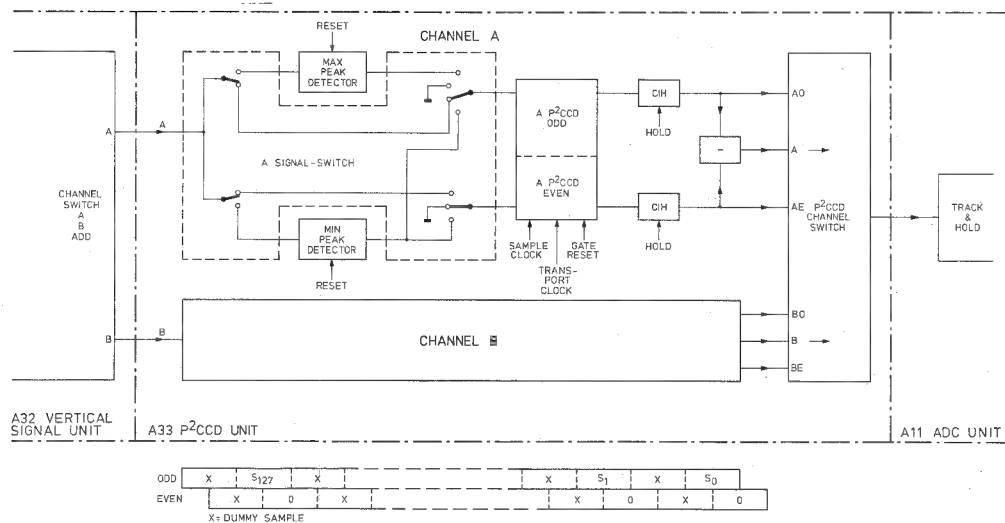 RESET
CHANNEL A
MAX
PEAK
DETECTOR
A P²CCD
ODD
CIH
HOLD
AO
A
A
A SIGNAL-SWITCH
-
A
CHANNEL
SWITCH
A
B
ADD
A P²CCD
EVEN
CIH
HOLD
AE
P²CCD
CHANNEL
SWITCH
TRACK
&
HOLD
MIN
PEAK
DETECTOR
RESET
SAMPLE
CLOCK
GATE
RESET
TRANS-
PORT
CLOCK
B
B
CHANNEL
BO
B
BE
A32 VERTICAL
SIGNAL UNIT
A33 P²CCD UNIT
A11 ADC UNIT
ODD X S127 X X S1 X S0
EVEN X 0 X X 0 X 0
X= DUMMY SAMPLE